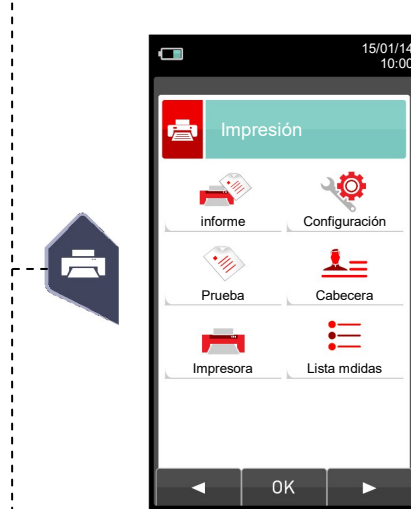 15/01/14
10:00
Impresión
informe
Configuración
Prueba
Cabecera
Impresora
Lista mdidas
OK